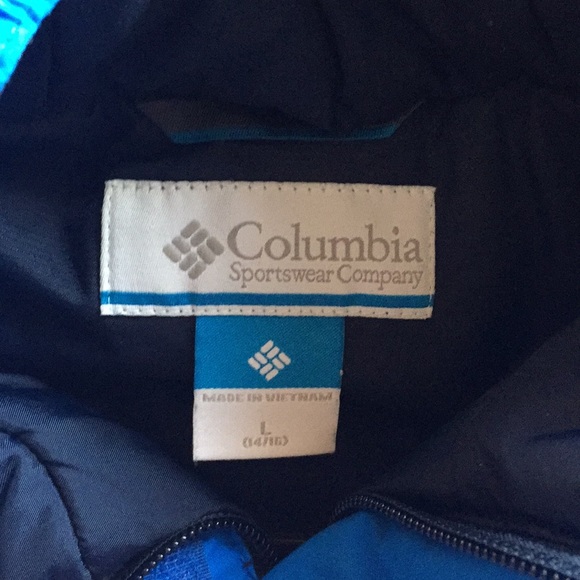 Columbia
Sportswear Company
MADE IN VIETNAM
L
(14/16)